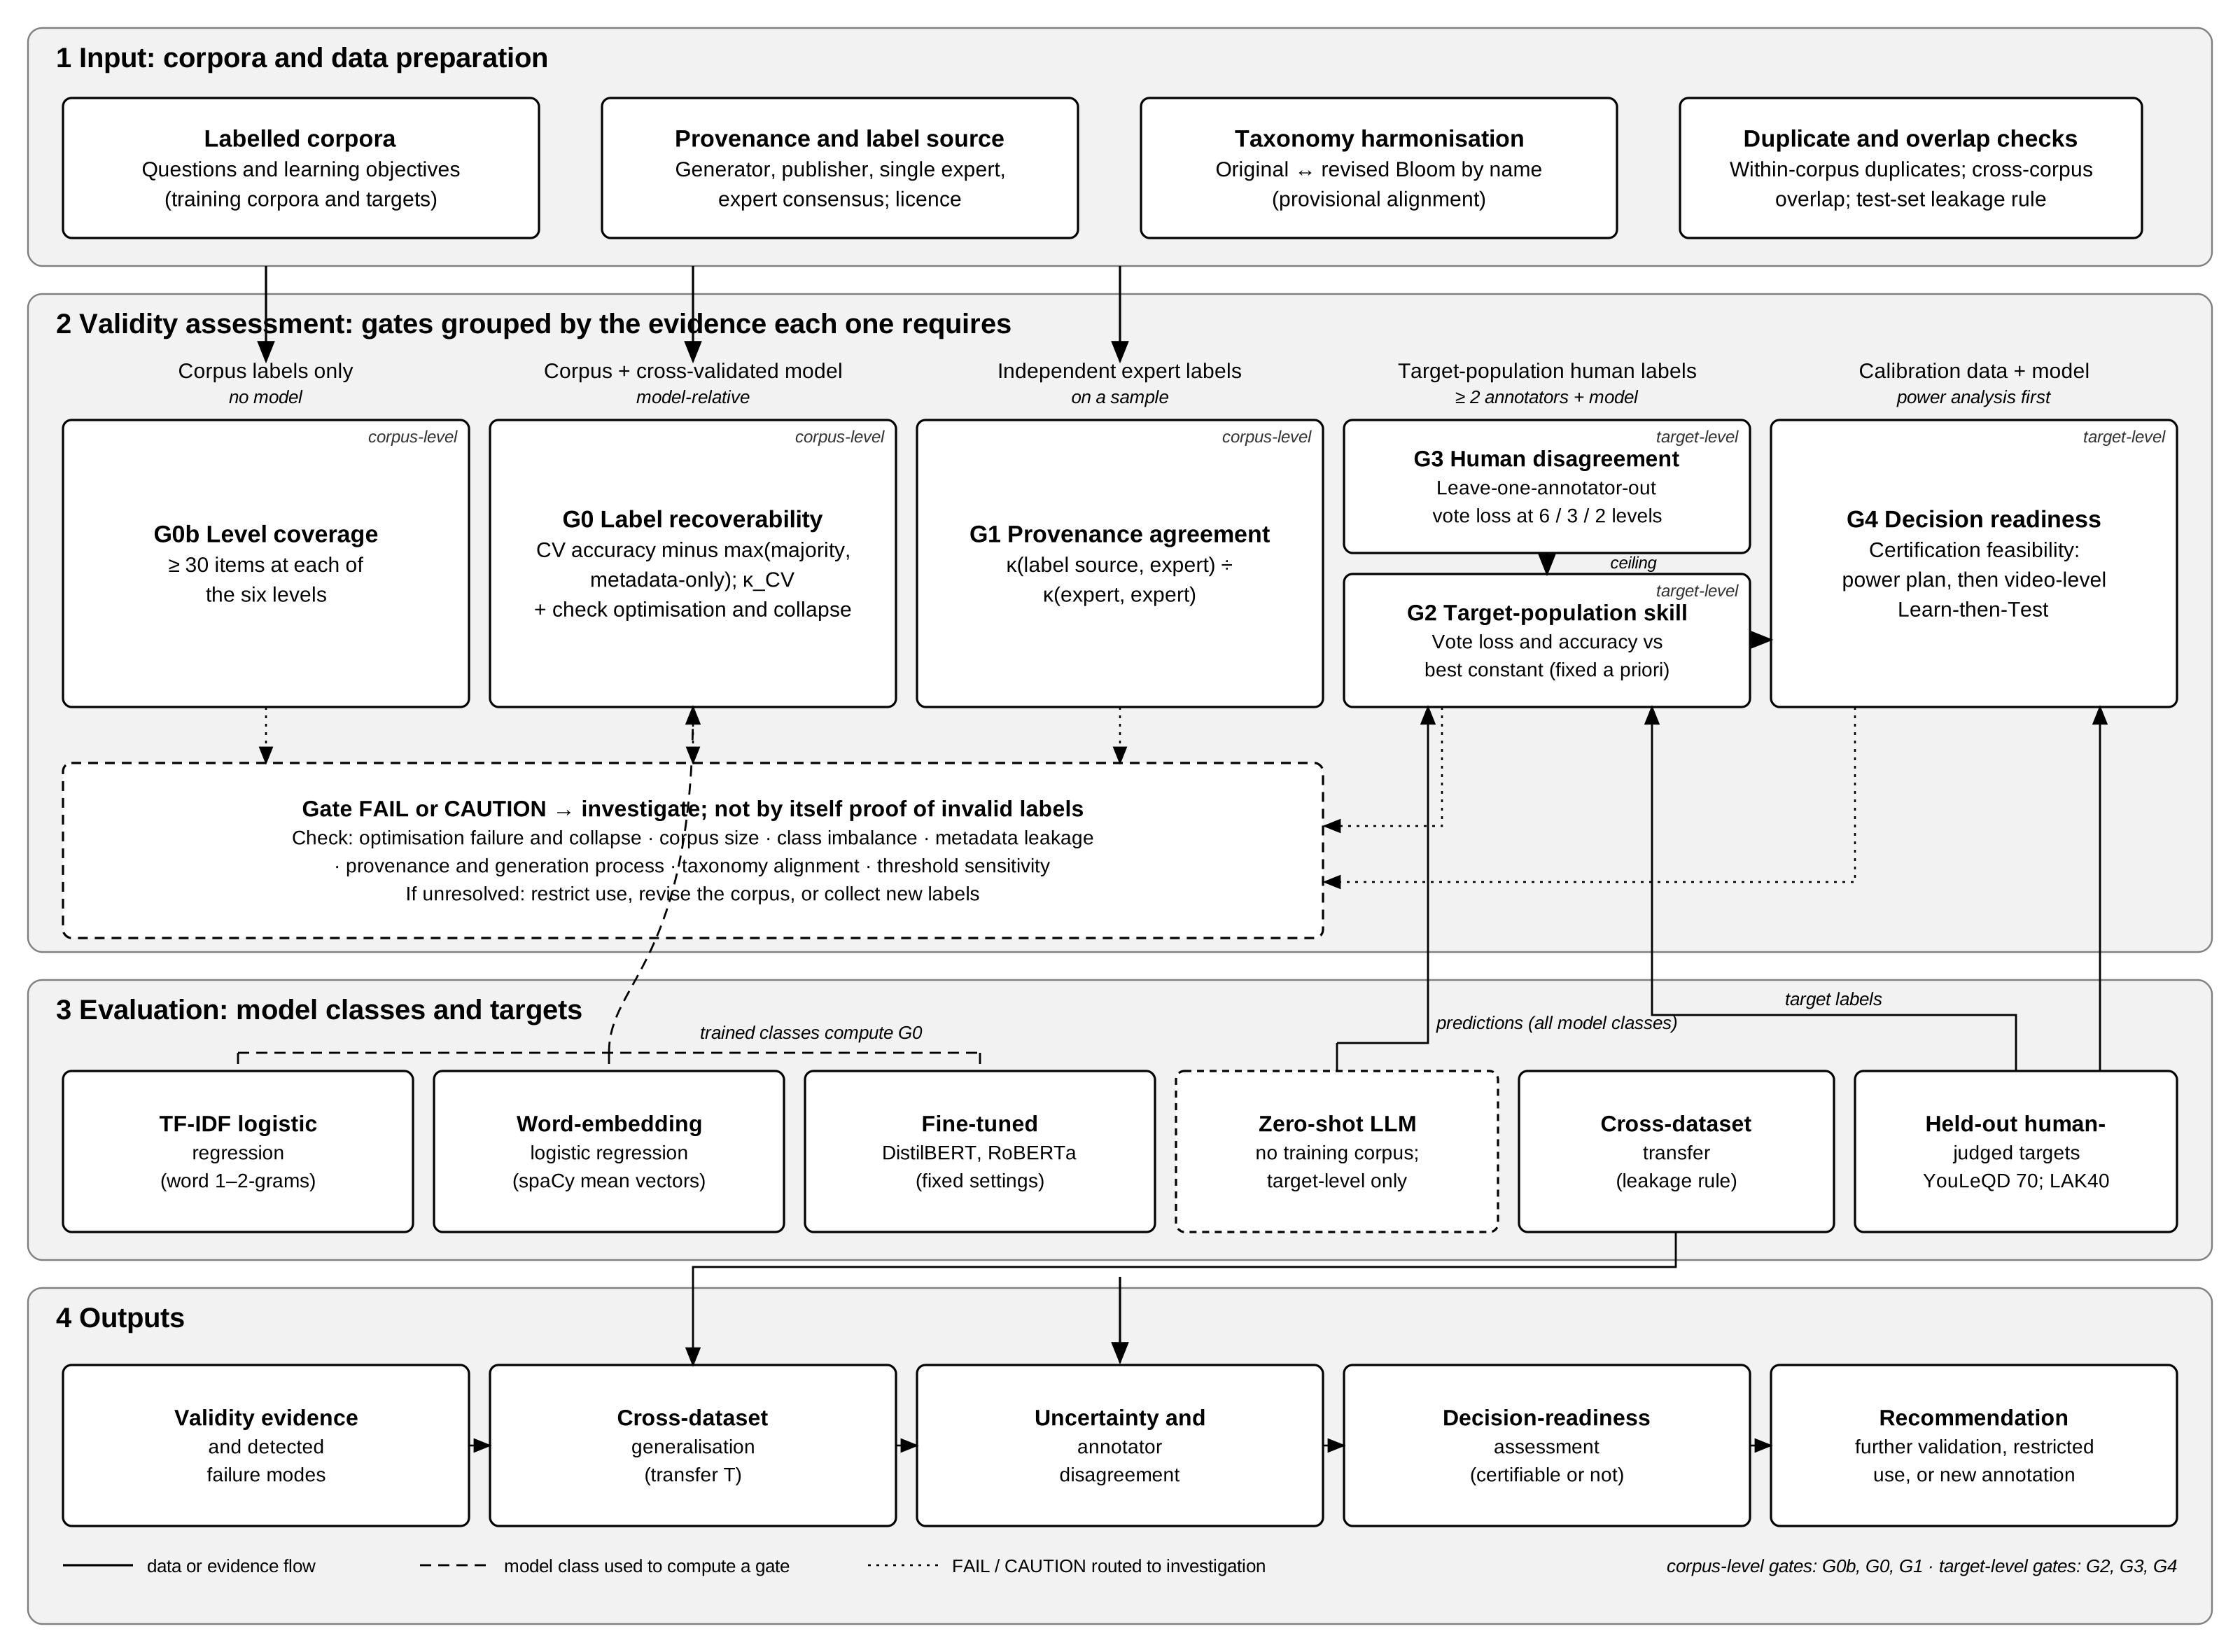 1 Input: corpora and data preparation
Labelled corpora
Questions and learning objectives
(training corpora and targets)
Provenance and label source
Generator, publisher, single expert,
expert consensus; licence
Taxonomy harmonisation
Original ↔ revised Bloom by name
(provisional alignment)
Duplicate and overlap checks
Within-corpus duplicates; cross-corpus
overlap; test-set leakage rule
2 Validity assessment: gates grouped by the evidence each one requires
Corpus labels only
no model
Corpus + cross-validated model
model-relative
Independent expert labels
on a sample
Target-population human labels
≥ 2 annotators + model
Calibration data + model
power analysis first
corpus-level
G0b Level coverage
≥ 30 items at each of
the six levels
corpus-level
G0 Label recoverability
CV accuracy minus max(majority,
metadata-only); κ_CV
+ check optimisation and collapse
corpus-level
G1 Provenance agreement
κ(label source, expert) ÷
κ(expert, expert)
target-level
G3 Human disagreement
Leave-one-annotator-out
vote loss at 6 / 3 / 2 levels
ceiling
target-level
G2 Target-population skill
Vote loss and accuracy vs
best constant (fixed a priori)
target-level
G4 Decision readiness
Certification feasibility:
power plan, then video-level
Learn-then-Test
Gate FAIL or CAUTION → investigate; not by itself proof of invalid labels
Check: optimisation failure and collapse · corpus size · class imbalance · metadata leakage
· provenance and generation process · taxonomy alignment · threshold sensitivity
If unresolved: restrict use, revise the corpus, or collect new labels
3 Evaluation: model classes and targets
trained classes compute G0
predictions (all model classes)
target labels
TF-IDF logistic
regression
(word 1–2-grams)
Word-embedding
logistic regression
(spaCy mean vectors)
Fine-tuned
DistilBERT, RoBERTa
(fixed settings)
Zero-shot LLM
no training corpus;
target-level only
Cross-dataset
transfer
(leakage rule)
Held-out human-
judged targets
YouLeQD 70; LAK40
4 Outputs
Validity evidence
and detected
failure modes
Cross-dataset
generalisation
(transfer T)
Uncertainty and
annotator
disagreement
Decision-readiness
assessment
(certifiable or not)
Recommendation
further validation, restricted
use, or new annotation
data or evidence flow
model class used to compute a gate
FAIL / CAUTION routed to investigation
corpus-level gates: G0b, G0, G1 · target-level gates: G2, G3, G4